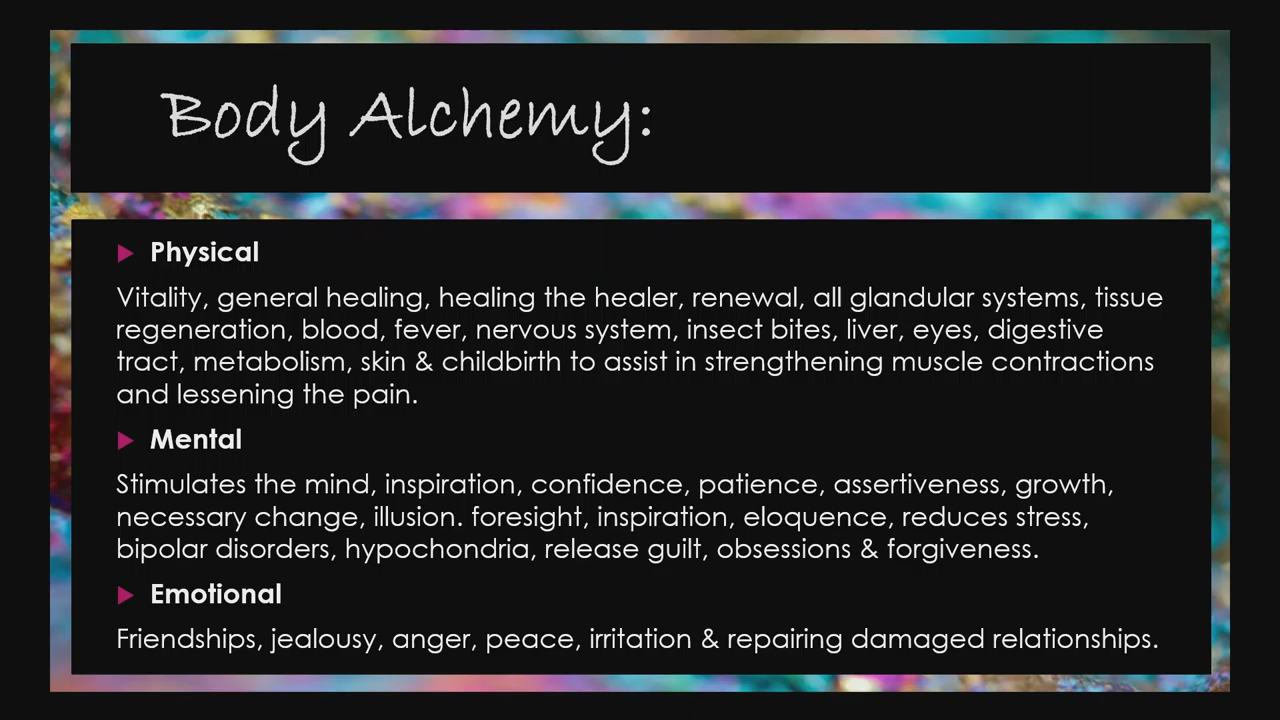 Body Alchemy:
Physical
Vitality, general healing, healing the healer, renewal, all glandular systems, tissue
regeneration, blood, fever, nervous system, insect bites, liver, eyes, digestive
tract, metabolism, skin & childbirth to assist in strengthening muscle contractions
and lessening the pain.
Mental
Stimulates the mind, inspiration, confidence, patience, assertiveness, growth,
necessary change, illusion. foresight, inspiration, eloquence, reduces stress,
bipolar disorders, hypochondria, release guilt, obsessions & forgiveness.
Emotional
Friendships, jealousy, anger, peace, irritation & repairing damaged relationships.